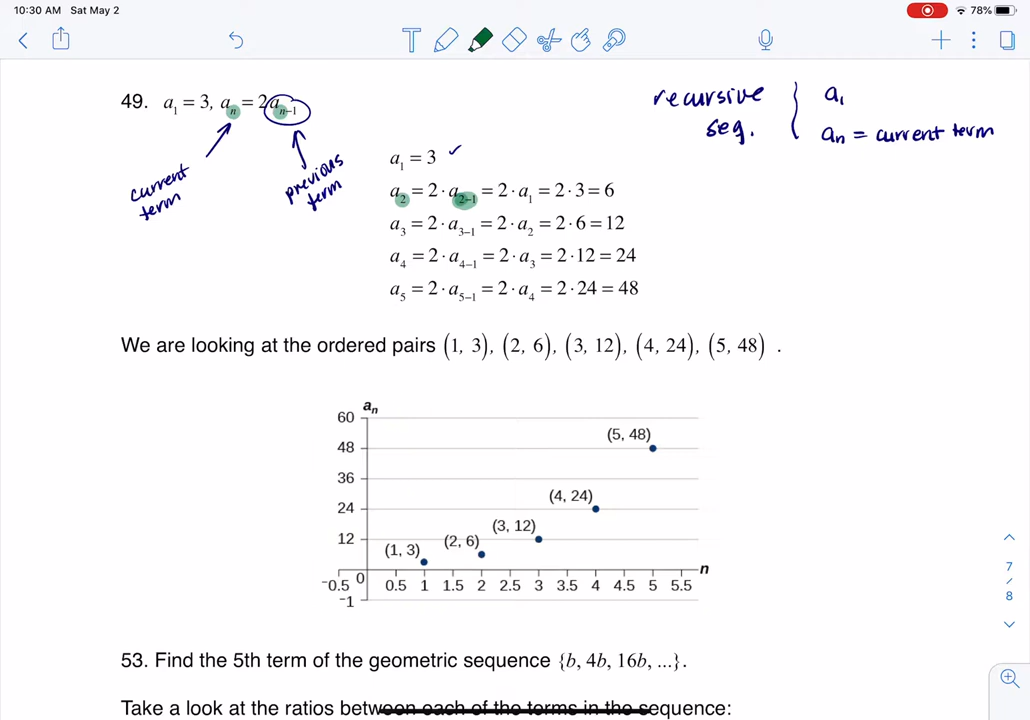 10:30 AM Sat May 2
78%
49. a₁ = 3, aₙ = 2aₙ₋₁
recursive seq.
a₁
aₙ = current term
current term
previous term
a₁ = 3 ✓
a₂ = 2 · a₂₋₁ = 2 · a₁ = 2 · 3 = 6
a₃ = 2 · a₃₋₁ = 2 · a₂ = 2 · 6 = 12
a₄ = 2 · a₄₋₁ = 2 · a₃ = 2 · 12 = 24
a₅ = 2 · a₅₋₁ = 2 · a₄ = 2 · 24 = 48
We are looking at the ordered pairs (1, 3), (2, 6), (3, 12), (4, 24), (5, 48) .
aₙ
60
48
36
24
12
0
−1
(5, 48)
(4, 24)
(3, 12)
(2, 6)
(1, 3)
−0.5 0.5 1 1.5 2 2.5 3 3.5 4 4.5 5 5.5
n
7
/
8
53. Find the 5th term of the geometric sequence {b, 4b, 16b, ...}.
Take a look at the ratios between each of the terms in the sequence: